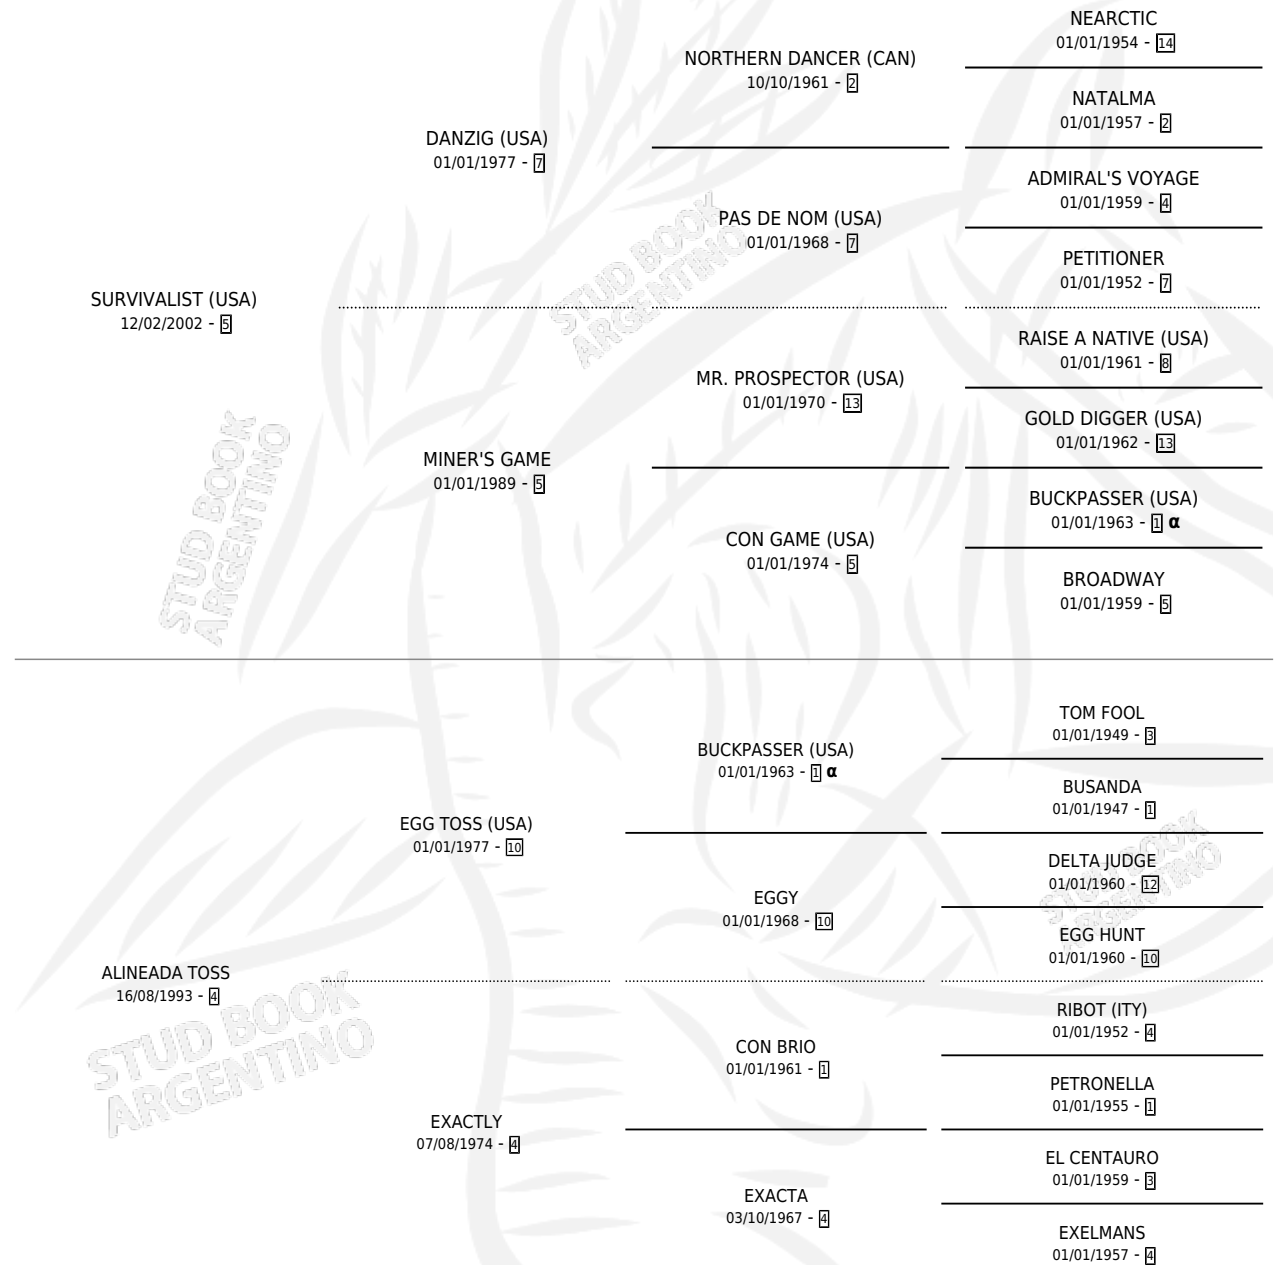 NEARCTIC
01/01/1954 - 14
NORTHERN DANCER (CAN)
10/10/1961 - 2
NATALMA
01/01/1957 - 2
DANZIG (USA)
01/01/1977 - 7
ADMIRAL'S VOYAGE
01/01/1959 - 4
PAS DE NOM (USA)
01/01/1968 - 7
PETITIONER
01/01/1952 - 7
SURVIVALIST (USA)
12/02/2002 - 5
RAISE A NATIVE (USA)
01/01/1961 - 8
MR. PROSPECTOR (USA)
01/01/1970 - 13
GOLD DIGGER (USA)
01/01/1962 - 13
MINER'S GAME
01/01/1989 - 5
BUCKPASSER (USA)
01/01/1963 - 1 α
CON GAME (USA)
01/01/1974 - 5
BROADWAY
01/01/1959 - 5
TOM FOOL
01/01/1949 - 3
BUCKPASSER (USA)
01/01/1963 - 1 α
BUSANDA
01/01/1947 - 1
EGG TOSS (USA)
01/01/1977 - 10
DELTA JUDGE
01/01/1960 - 12
EGGY
01/01/1968 - 10
EGG HUNT
01/01/1960 - 10
ALINEADA TOSS
16/08/1993 - 4
RIBOT (ITY)
01/01/1952 - 4
CON BRIO
01/01/1961 - 1
PETRONELLA
01/01/1955 - 1
EXACTLY
07/08/1974 - 4
EL CENTAURO
01/01/1959 - 3
EXACTA
03/10/1967 - 4
EXELMANS
01/01/1957 - 4
STUD BOOK
ARGENTINO
STUD BOOK
ARGENTINO
STUD BOOK
ARGENTINO
STUD BOOK
ARGENTINO